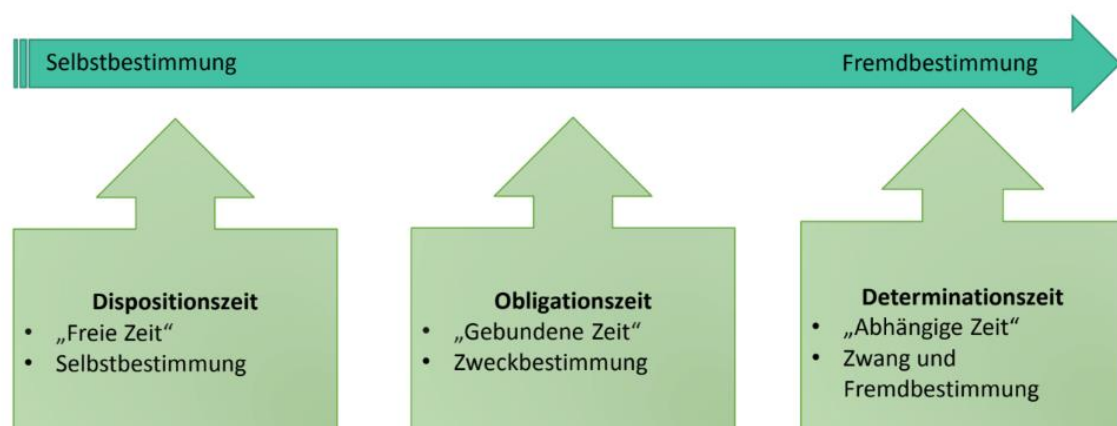 Selbstbestimmung
Fremdbestimmung
Dispositionszeit
• „Freie Zeit“
• Selbstbestimmung
Obligationszeit
• „Gebundene Zeit“
• Zweckbestimmung
Determinationszeit
• „Abhängige Zeit“
• Zwang und
Fremdbestimmung